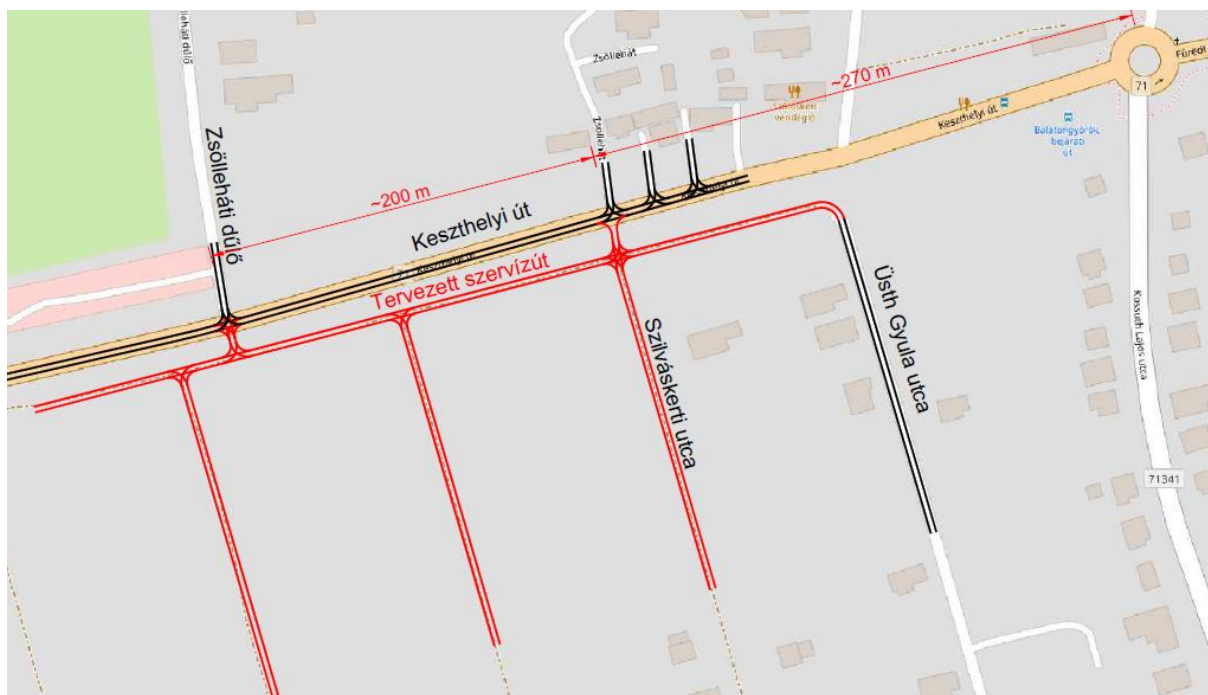 Zsölleháti dűlő
Zsölleháti dűlő
~200 m
~270 m
Zsöllehát
Zsöllehát
vendéglő
Keszthelyi út
Keszthelyi út
71
Füredi
Balatongyörök,
bejárati
út
Tervezett szervízút
Szilváskerti utca
Üsth Gyula utca
Kossuth Lajos utca
71341